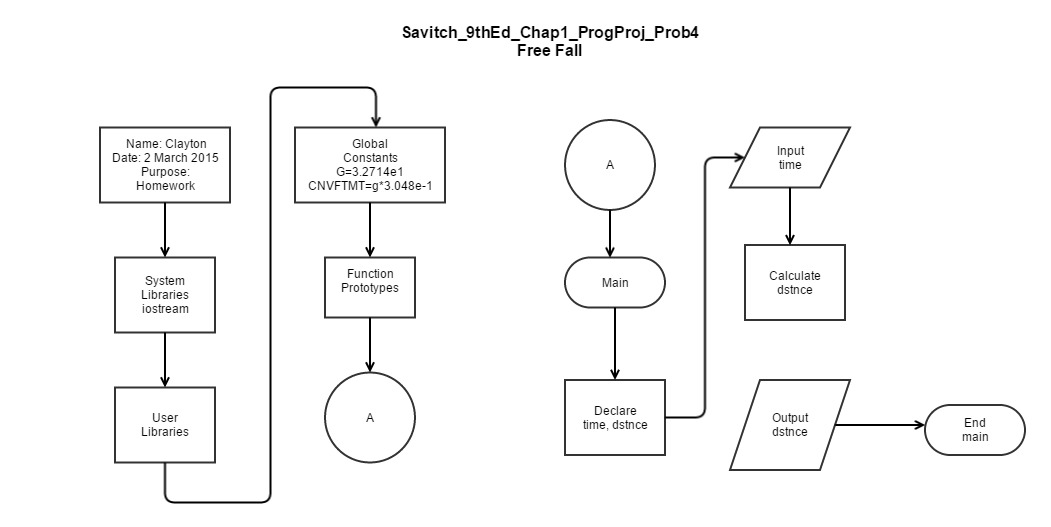 Savitch_9thEd_Chap1_ProgProj_Prob4
Free Fall
Name: Clayton
Date: 2 March 2015
Purpose:
Homework
System
Libraries
iostream
User
Libraries
Global
Constants
G=3.2714e1
CNVFTMT=g*3.048e-1
Function
Prototypes
A
A
Main
Declare
time, dstnce
Input
time
Calculate
dstnce
Output
dstnce
End
main